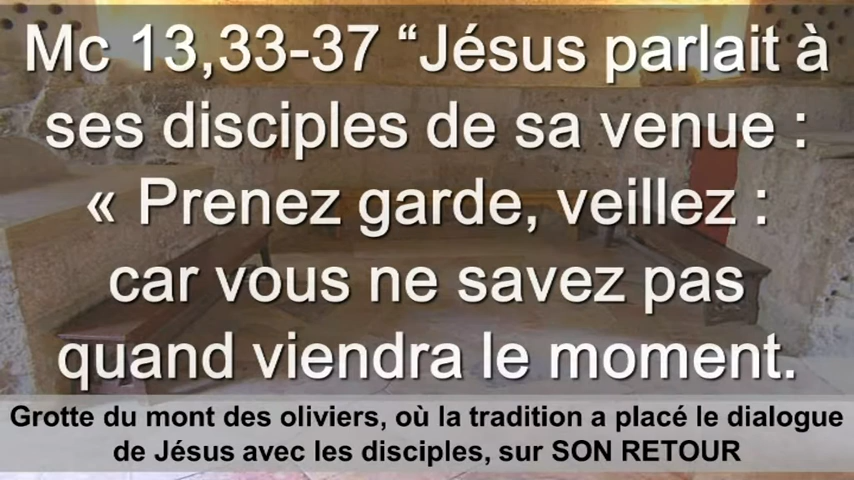 Mc 13,33-37 “Jésus parlait à
ses disciples de sa venue :
« Prenez garde, veillez :
car vous ne savez pas
quand viendra le moment.
Grotte du mont des oliviers, où la tradition a placé le dialogue
de Jésus avec les disciples, sur SON RETOUR